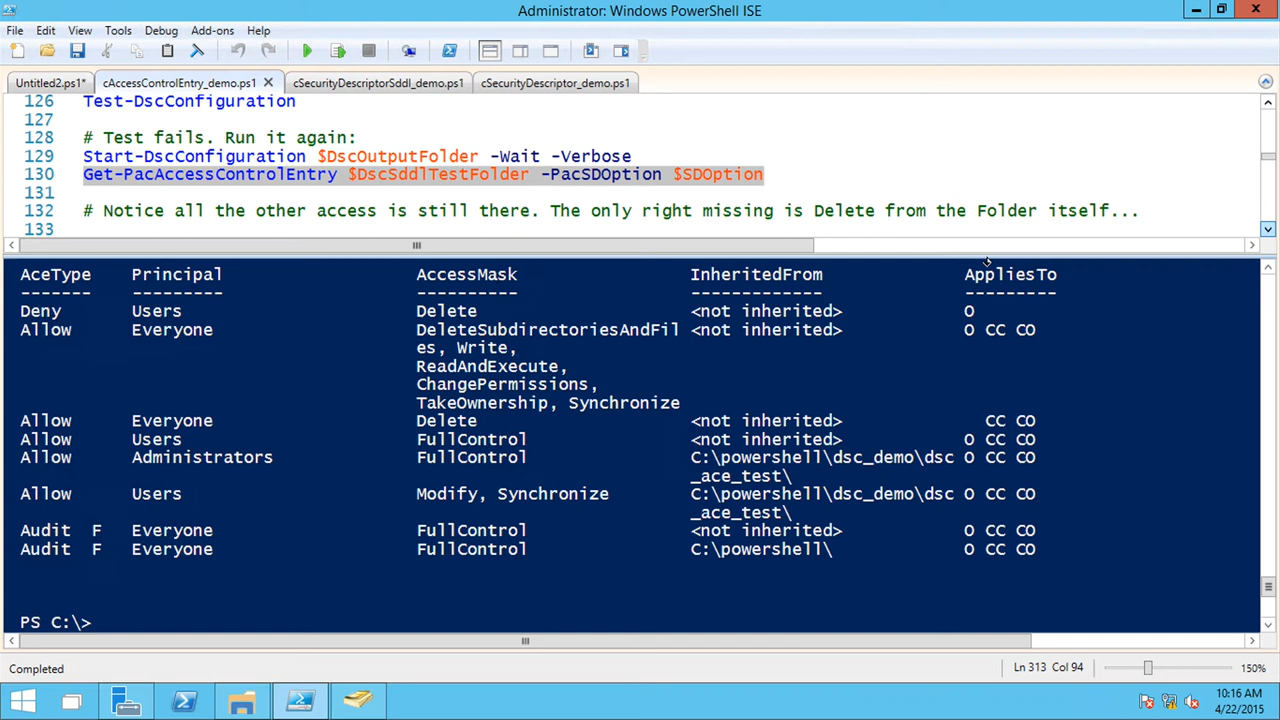 Administrator: Windows PowerShell ISE
File Edit View Tools Debug Add-ons Help
Untitled2.ps1* cAccessControlEntry_demo.ps1 cSecurityDescriptorSddl_demo.ps1 cSecurityDescriptor_demo.ps1
126 Test-DscConfiguration
127
128 # Test fails. Run it again:
129 Start-DscConfiguration $DscOutputFolder -Wait -Verbose
130 Get-PacAccessControlEntry $DscSddlTestFolder -PacSDOption $SDOption
131
132 # Notice all the other access is still there. The only right missing is Delete from the Folder itself...
133
AceType Principal AccessMask InheritedFrom AppliesTo
------- --------- ---------- ------------- ---------
Deny Users Delete <not inherited> O
Allow Everyone DeleteSubdirectoriesAndFil <not inherited> O CC CO
es, Write,
ReadAndExecute,
ChangePermissions,
TakeOwnership, Synchronize
Allow Everyone Delete <not inherited> CC CO
Allow Users FullControl <not inherited> O CC CO
Allow Administrators FullControl C:\powershell\dsc_demo\dsc O CC CO
_ace_test\
Allow Users Modify, Synchronize C:\powershell\dsc_demo\dsc O CC CO
_ace_test\
Audit F Everyone FullControl <not inherited> O CC CO
Audit F Everyone FullControl C:\powershell\ O CC CO
PS C:\>
Completed Ln 313 Col 94 150%
10:16 AM
4/22/2015